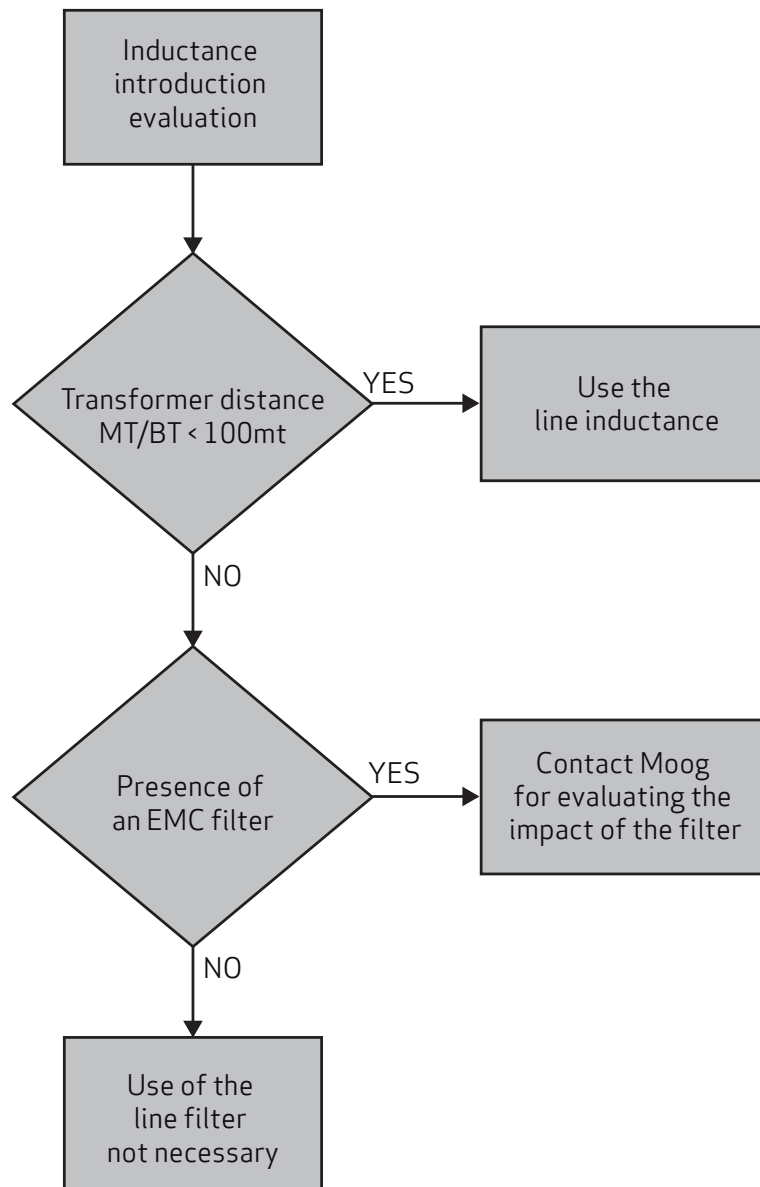 Inductance
introduction
evaluation
Transformer distance
MT/BT < 100mt
YES
Use the
line inductance
NO
Presence of
an EMC filter
YES
Contact Moog
for evaluating the
impact of the filter
NO
Use of the
line filter
not necessary